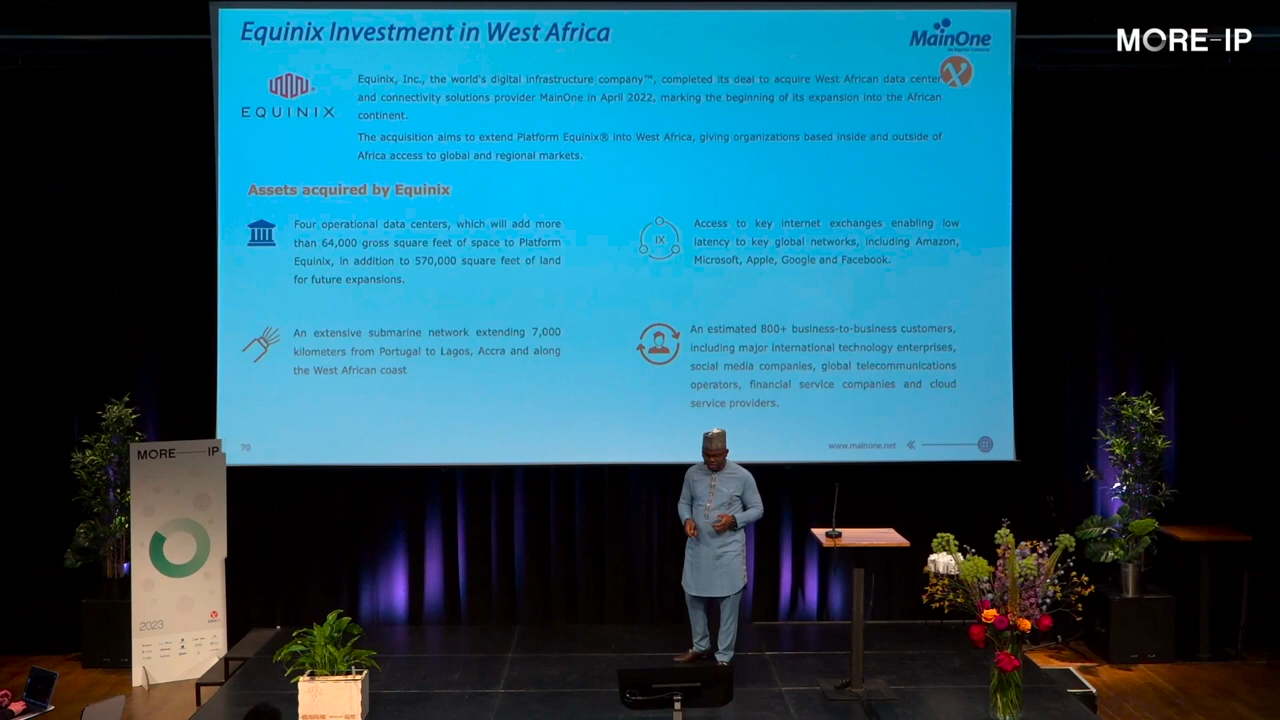 Equinix Investment in West Africa
MainOne
MORE-IP
EQUINIX
Equinix, Inc., the world's digital infrastructure company™, completed its deal to acquire West African data center
and connectivity solutions provider MainOne in April 2022, marking the beginning of its expansion into the African
continent.
The acquisition aims to extend Platform Equinix® into West Africa, giving organizations based inside and outside of
Africa access to global and regional markets.
Assets acquired by Equinix
Four operational data centers, which will add more
than 64,000 gross square feet of space to Platform
Equinix, in addition to 570,000 square feet of land
for future expansions.
IX
Access to key internet exchanges enabling low
latency to key global networks, including Amazon,
Microsoft, Apple, Google and Facebook.
An extensive submarine network extending 7,000
kilometers from Portugal to Lagos, Accra and along
the West African coast
An estimated 800+ business-to-business customers,
including major international technology enterprises,
social media companies, global telecommunications
operators, financial service companies and cloud
service providers.
70
www.mainone.net
MORE IP
2023